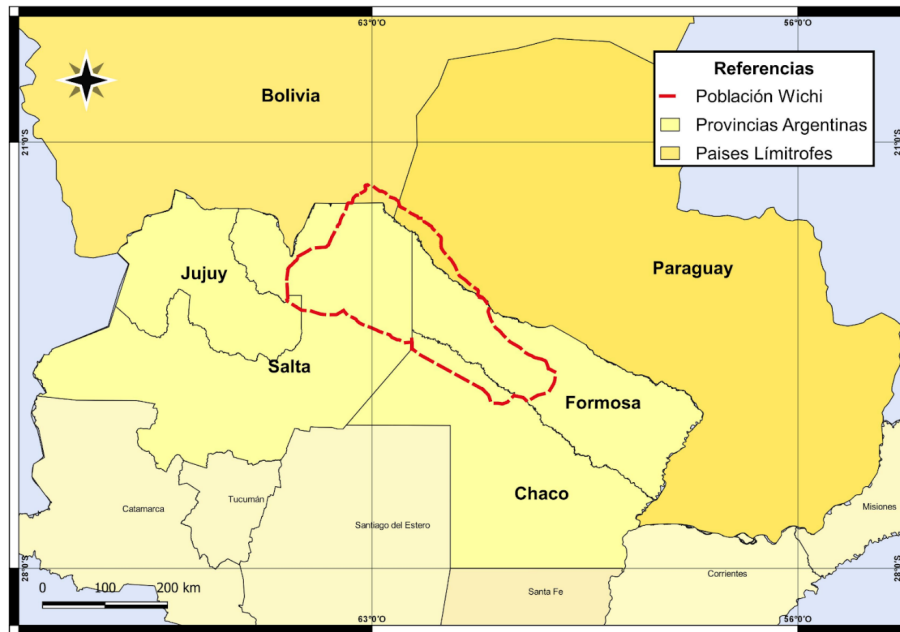 63°0'O
56°0'O
Bolivia
Referencias
Población Wichi
Provincias Argentinas
Paises Límitrofes
21°0'S
21°0'S
Jujuy
Paraguay
Salta
Formosa
Chaco
Catamarca
Tucumán
Santiago del Estero
Misiones
28°0'S
28°0'S
0 100 200 km
Santa Fe
Corrientes
63°0'O
56°0'O